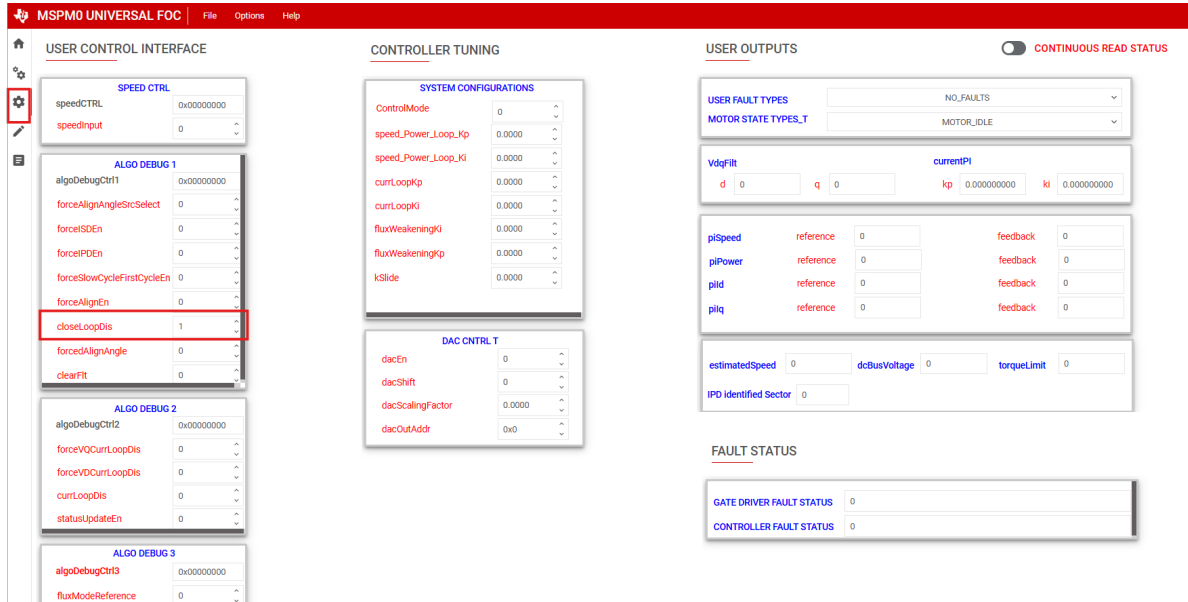 MSPM0 UNIVERSAL FOC File Options Help
USER CONTROL INTERFACE
SPEED CTRL
speedCTRL 0x00000000
speedInput 0
ALGO DEBUG 1
algoDebugCtrl1 0x00000000
forceAlignAngleSrcSelect 0
forceISDEn 0
forceIPDEn 0
forceSlowCycleFirstCycleEn 0
forceAlignEn 0
closeLoopDis 1
forcedAlignAngle 0
clearFlt 0
ALGO DEBUG 2
algoDebugCtrl2 0x00000000
forceVQCurrLoopDis 0
forceVDCurrLoopDis 0
currLoopDis 0
statusUpdateEn 0
ALGO DEBUG 3
algoDebugCtrl3 0x00000000
fluxModeReference 0
CONTROLLER TUNING
SYSTEM CONFIGURATIONS
ControlMode 0
speed_Power_Loop_Kp 0.0000
speed_Power_Loop_Ki 0.0000
currLoopKp 0.0000
currLoopKi 0.0000
fluxWeakeningKi 0.0000
fluxWeakeningKp 0.0000
kSlide 0.0000
DAC CNTRL T
dacEn 0
dacShift 0
dacScalingFactor 0.0000
dacOutAddr 0x0
USER OUTPUTS CONTINUOUS READ STATUS
USER FAULT TYPES NO_FAULTS
MOTOR STATE TYPES_T MOTOR_IDLE
VdqFilt currentPI
d 0 q 0 kp 0.000000000 ki 0.000000000
piSpeed reference 0 feedback 0
piPower reference 0 feedback 0
piId reference 0 feedback 0
piIq reference 0 feedback 0
estimatedSpeed 0 dcBusVoltage 0 torqueLimit 0
IPD identified Sector 0
FAULT STATUS
GATE DRIVER FAULT STATUS 0
CONTROLLER FAULT STATUS 0